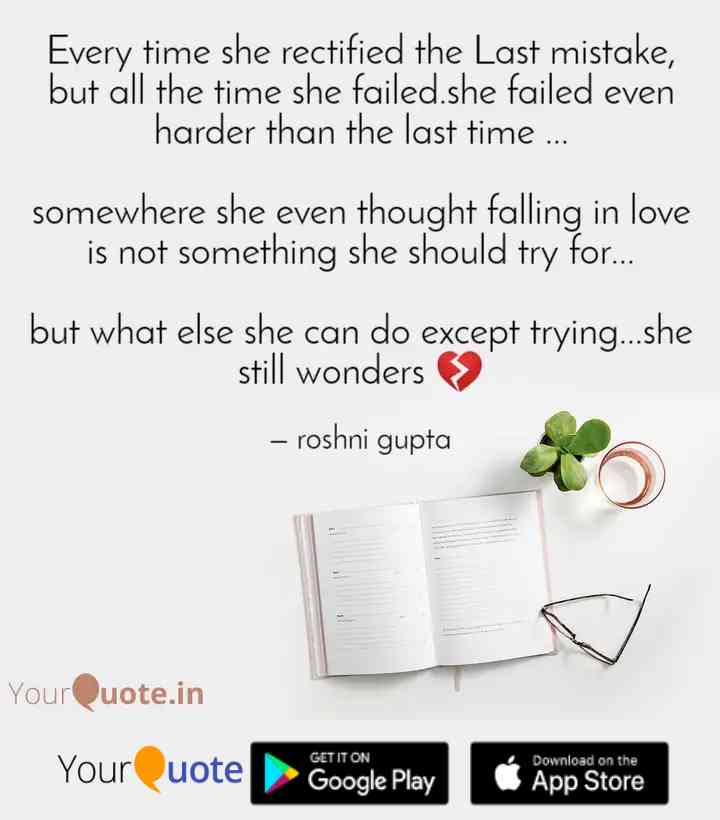 Every time she rectified the Last mistake,
but all the time she failed.she failed even
harder than the last time ...
somewhere she even thought falling in love
is not something she should try for...
but what else she can do except trying...she
still wonders 💔
– roshni gupta
YourQuote.in
YourQuote
GET IT ON
Google Play
Download on the
App Store